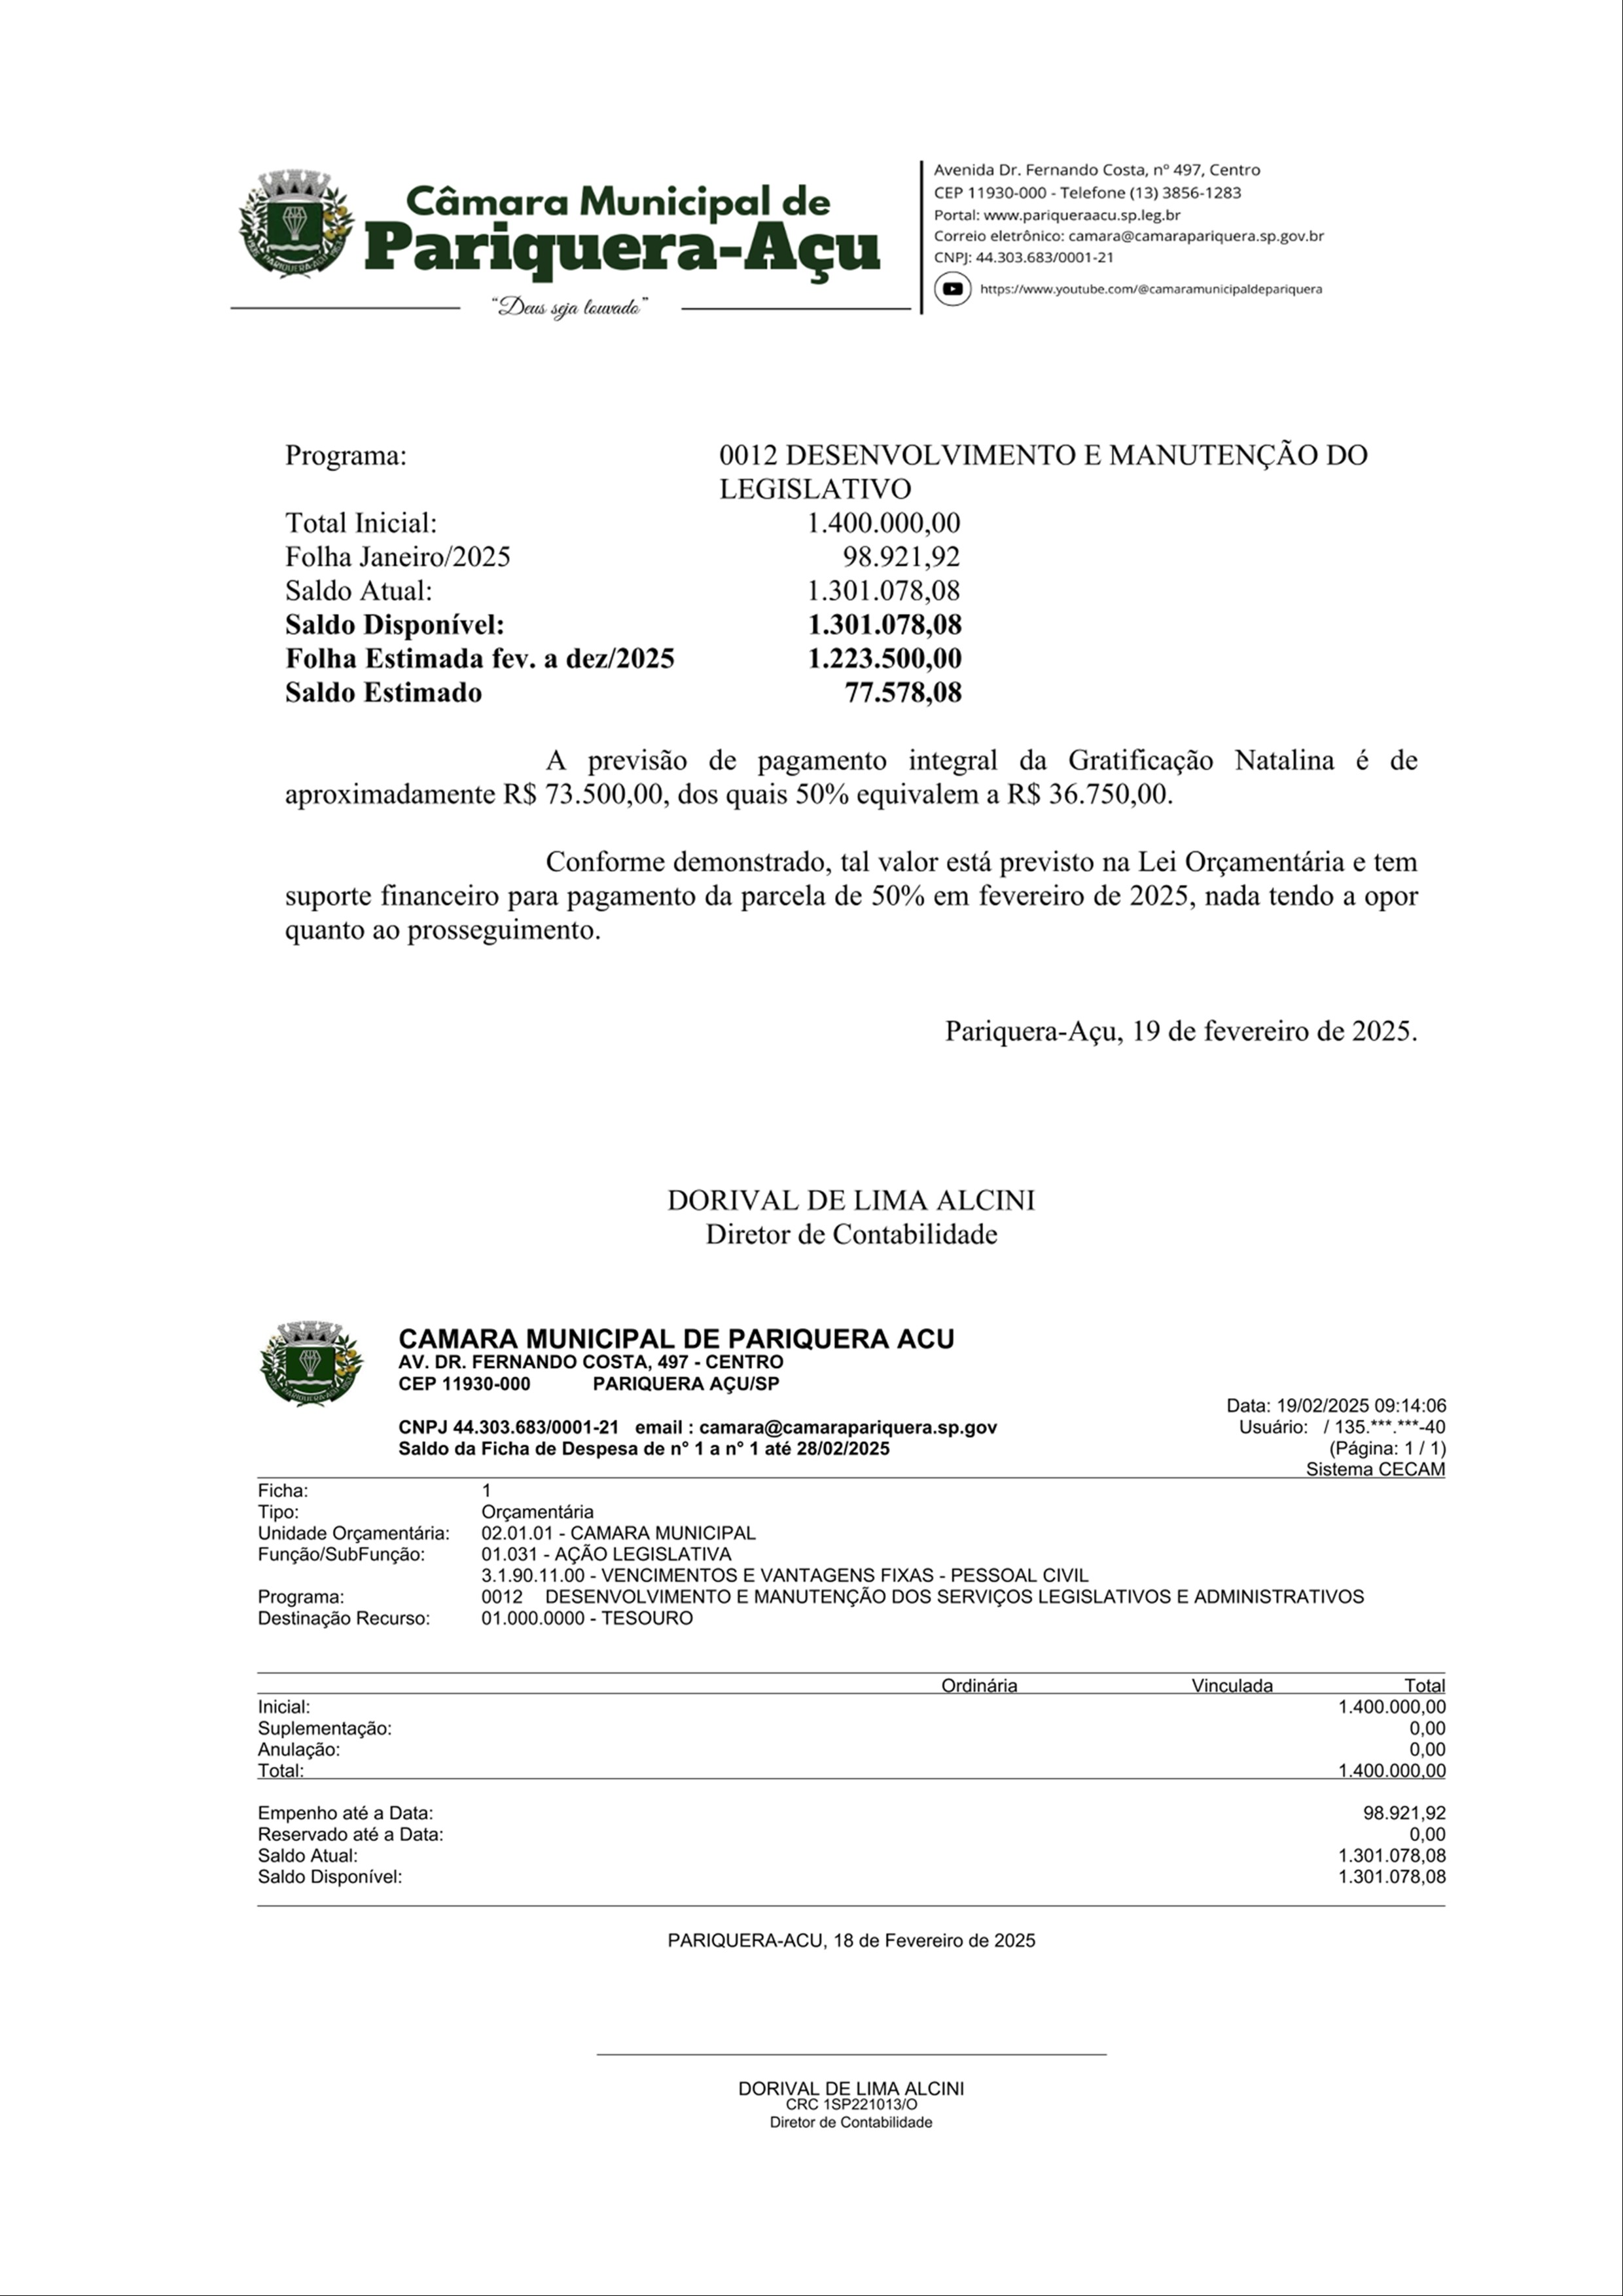 Câmara Municipal de
Pariquera-Açu
“Deus seja louvado”
Avenida Dr. Fernando Costa, nº 497, Centro
CEP 11930-000 - Telefone (13) 3856-1283
Portal: www.pariqueraacu.sp.leg.br
Correio eletrônico: camara@camarapariquera.sp.gov.br
CNPJ: 44.303.683/0001-21
https://www.youtube.com/@camaramunicipaldepariquera
Programa: 0012 DESENVOLVIMENTO E MANUTENÇÃO DO
LEGISLATIVO
Total Inicial: 1.400.000,00
Folha Janeiro/2025 98.921,92
Saldo Atual: 1.301.078,08
Saldo Disponível: 1.301.078,08
Folha Estimada fev. a dez/2025 1.223.500,00
Saldo Estimado 77.578,08
A previsão de pagamento integral da Gratificação Natalina é de
aproximadamente R$ 73.500,00, dos quais 50% equivalem a R$ 36.750,00.
Conforme demonstrado, tal valor está previsto na Lei Orçamentária e tem
suporte financeiro para pagamento da parcela de 50% em fevereiro de 2025, nada tendo a opor
quanto ao prosseguimento.
Pariquera-Açu, 19 de fevereiro de 2025.
DORIVAL DE LIMA ALCINI
Diretor de Contabilidade
CAMARA MUNICIPAL DE PARIQUERA ACU
AV. DR. FERNANDO COSTA, 497 - CENTRO
CEP 11930-000 PARIQUERA AÇU/SP
CNPJ 44.303.683/0001-21 email : camara@camarapariquera.sp.gov
Saldo da Ficha de Despesa de n° 1 a n° 1 até 28/02/2025
Data: 19/02/2025 09:14:06
Usuário: / 135.***.***-40
(Página: 1 / 1)
Sistema CECAM
Ficha: 1
Tipo: Orçamentária
Unidade Orçamentária: 02.01.01 - CAMARA MUNICIPAL
Função/SubFunção: 01.031 - AÇÃO LEGISLATIVA
3.1.90.11.00 - VENCIMENTOS E VANTAGENS FIXAS - PESSOAL CIVIL
Programa: 0012 DESENVOLVIMENTO E MANUTENÇÃO DOS SERVIÇOS LEGISLATIVOS E ADMINISTRATIVOS
Destinação Recurso: 01.000.0000 - TESOURO
Ordinária Vinculada Total
Inicial: 1.400.000,00
Suplementação: 0,00
Anulação: 0,00
Total: 1.400.000,00
Empenho até a Data: 98.921,92
Reservado até a Data: 0,00
Saldo Atual: 1.301.078,08
Saldo Disponível: 1.301.078,08
PARIQUERA-ACU, 18 de Fevereiro de 2025
DORIVAL DE LIMA ALCINI
CRC 1SP221013/O
Diretor de Contabilidade